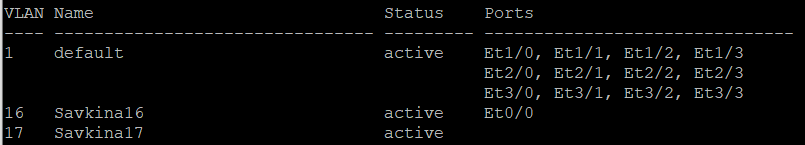 VLAN Name                             Status    Ports
---- -------------------------------- --------- -------------------------------
1    default                          active    Et1/0, Et1/1, Et1/2, Et1/3
                                                Et2/0, Et2/1, Et2/2, Et2/3
                                                Et3/0, Et3/1, Et3/2, Et3/3
16   Savkina16                        active    Et0/0
17   Savkina17                        active